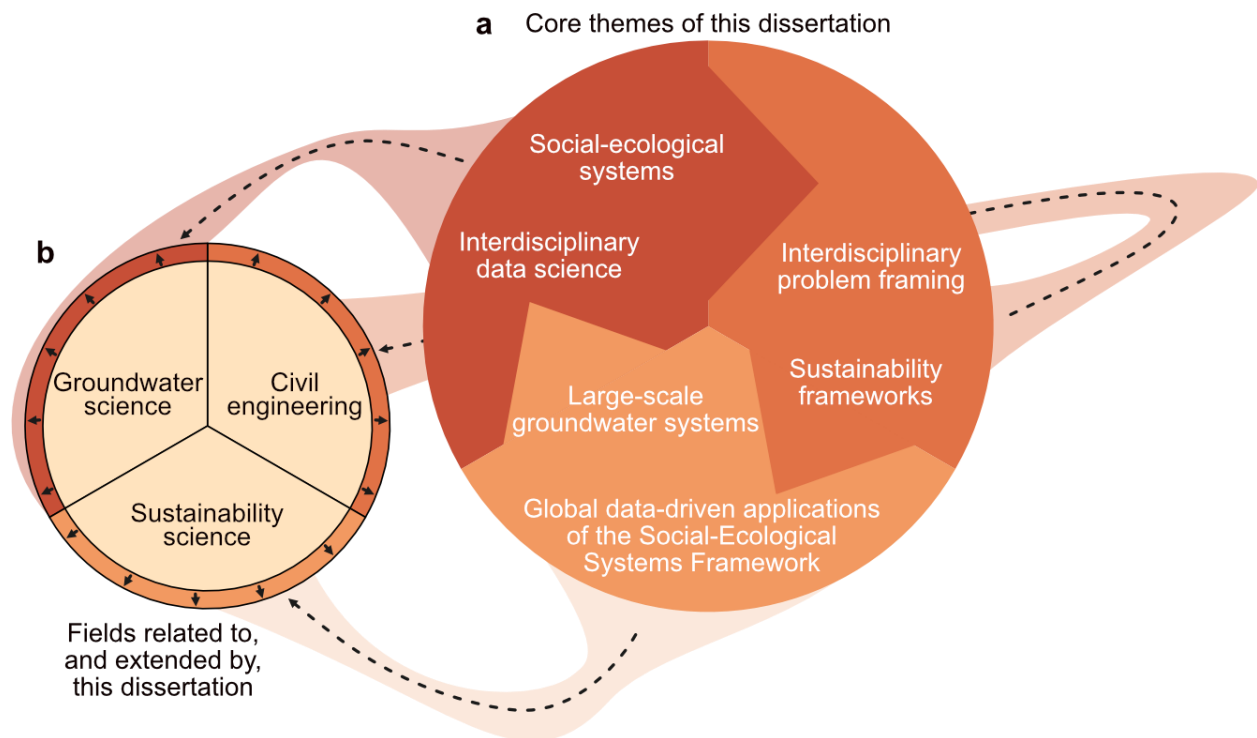 a Core themes of this dissertation
Social-ecological
systems
Interdisciplinary
data science
Interdisciplinary
problem framing
Sustainability
frameworks
Large-scale
groundwater systems
Global data-driven applications
of the Social-Ecological
Systems Framework
b
Groundwater
science
Civil
engineering
Sustainability
science
Fields related to,
and extended by,
this dissertation